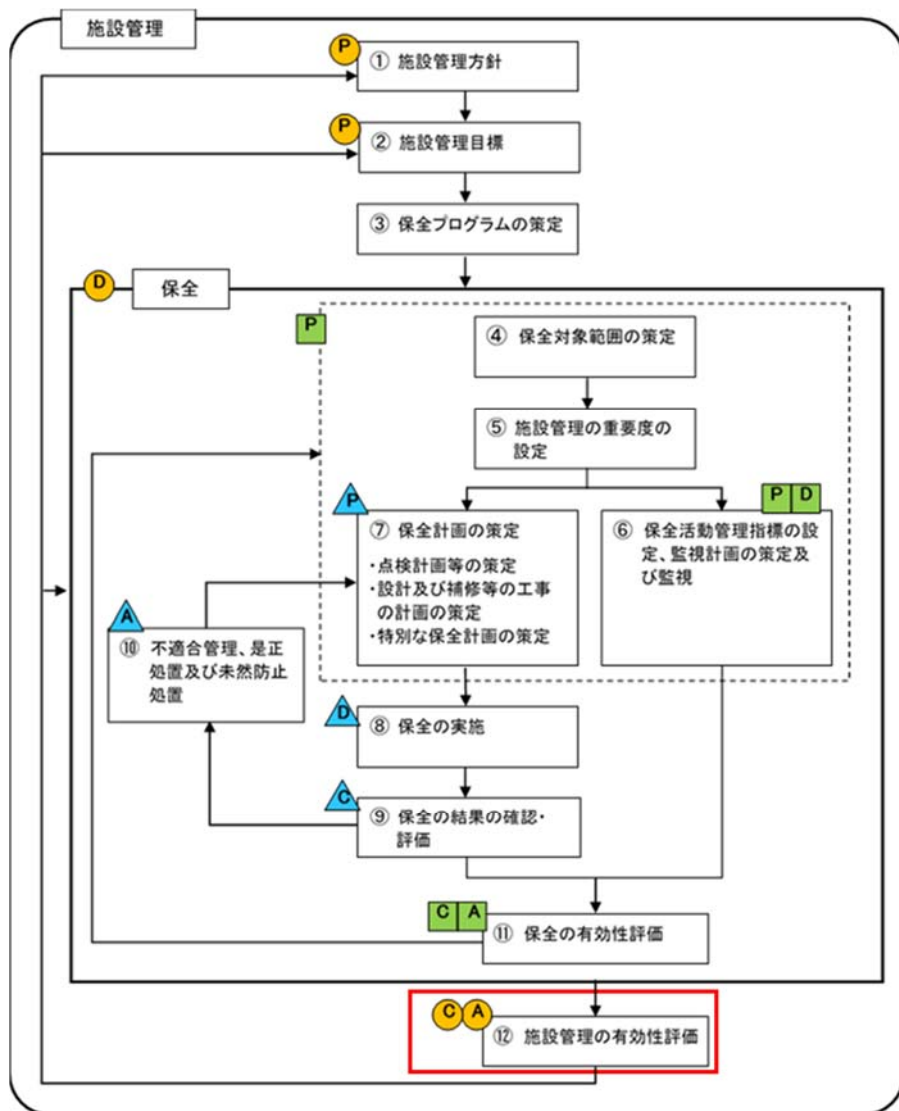 施設管理
P
① 施設管理方針
P
② 施設管理目標
③ 保全プログラムの策定
D
保全
P
④ 保全対象範囲の策定
⑤ 施設管理の重要度の
設定
P
⑦ 保全計画の策定
・点検計画等の策定
・設計及び補修等の工事
の計画の策定
・特別な保全計画の策定
P D
⑥ 保全活動管理指標の設
定、監視計画の策定及
び監視
A
⑩ 不適合管理、是正
処置及び未然防止
処置
D
⑧ 保全の実施
C
⑨ 保全の結果の確認・
評価
C A
⑪ 保全の有効性評価
C A
⑫ 施設管理の有効性評価